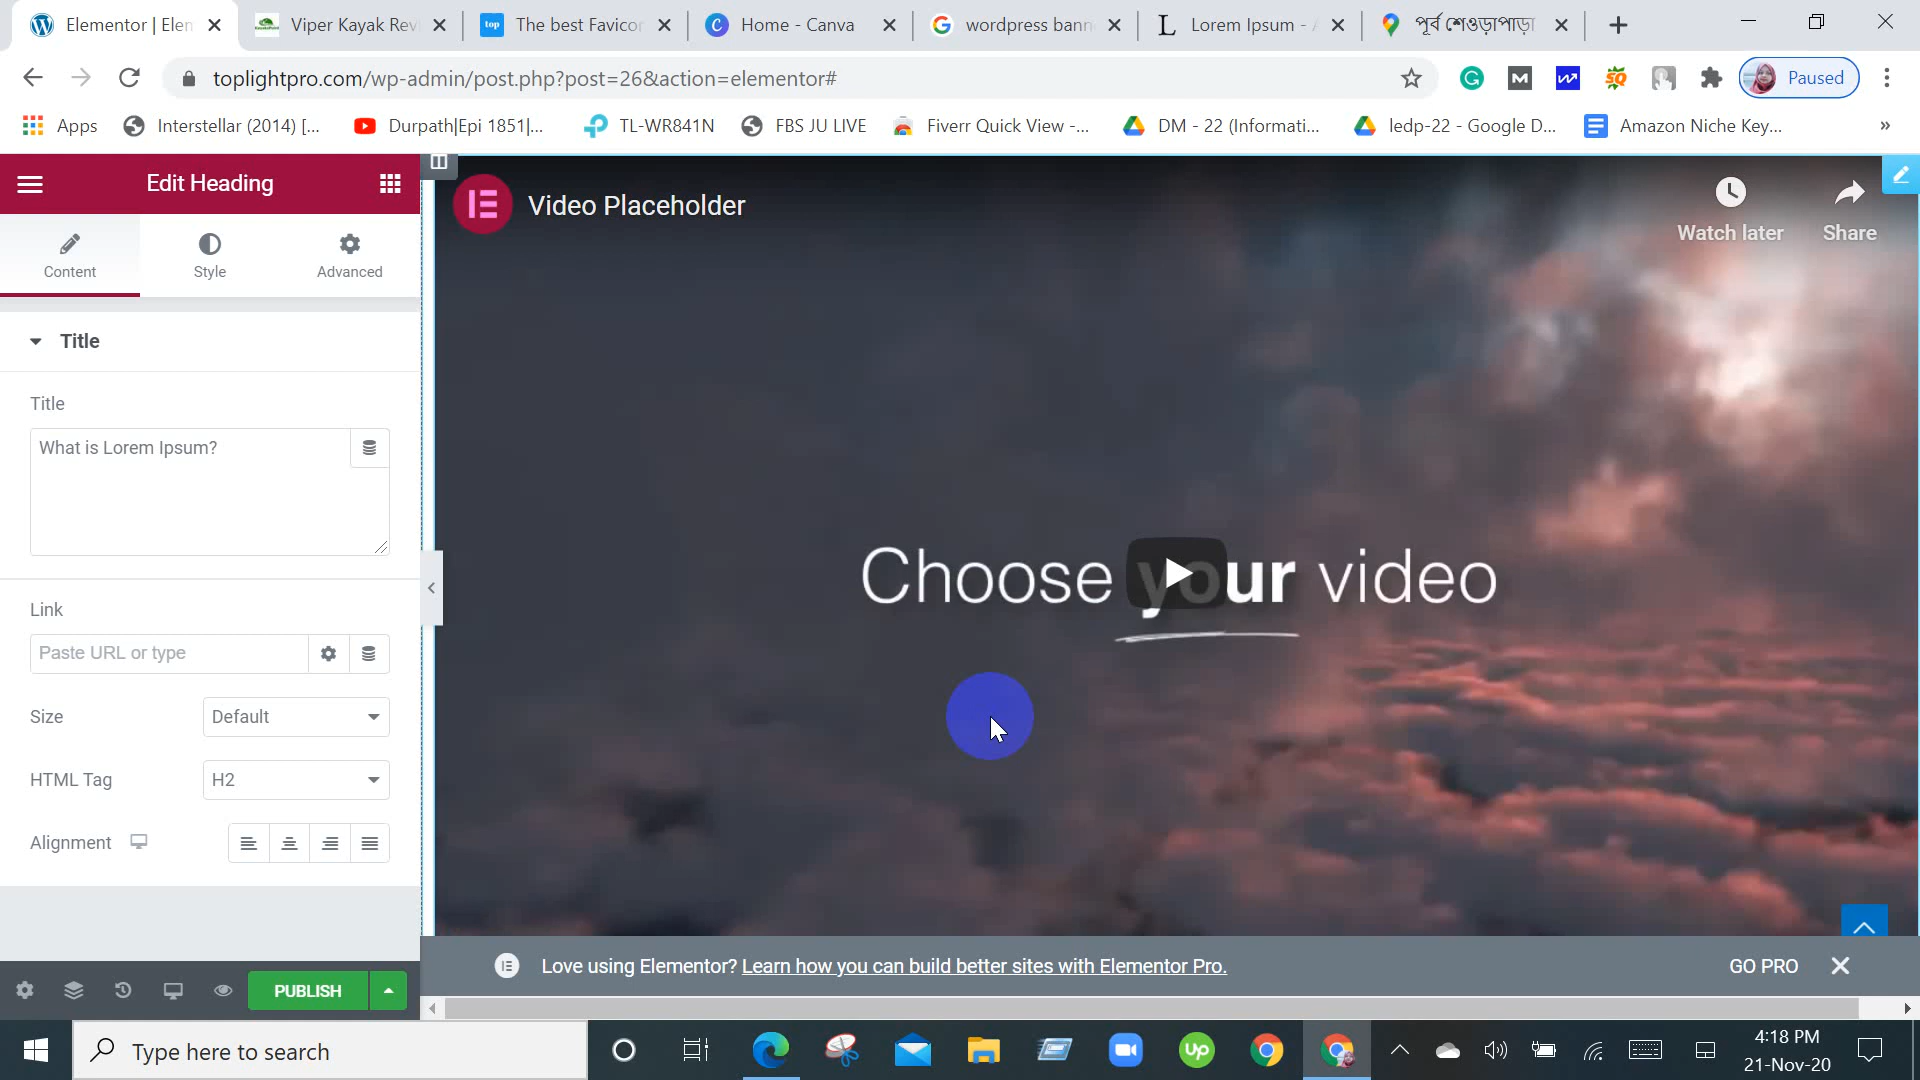 Elementor | Elen
Viper Kayak Rev
top
The best Favicon
Home - Canva
wordpress bann
Lorem Ipsum - A
পূর্ব শেওড়াপাড়া
toplightpro.com/wp-admin/post.php?post=26&action=elementor#
Paused
Apps
Interstellar (2014) [...
Durpath|Epi 1851|...
TL-WR841N
FBS JU LIVE
Fiverr Quick View -...
DM - 22 (Informati...
ledp-22 - Google D...
Amazon Niche Key...
»
Edit Heading
Content
Style
Advanced
Title
Title
What is Lorem Ipsum?
Link
Paste URL or type
Size
Default
HTML Tag
H2
Alignment
PUBLISH
Video Placeholder
Watch later
Share
Choose your video
Love using Elementor? Learn how you can build better sites with Elementor Pro.
GO PRO
Type here to search
up
4:18 PM
21-Nov-20